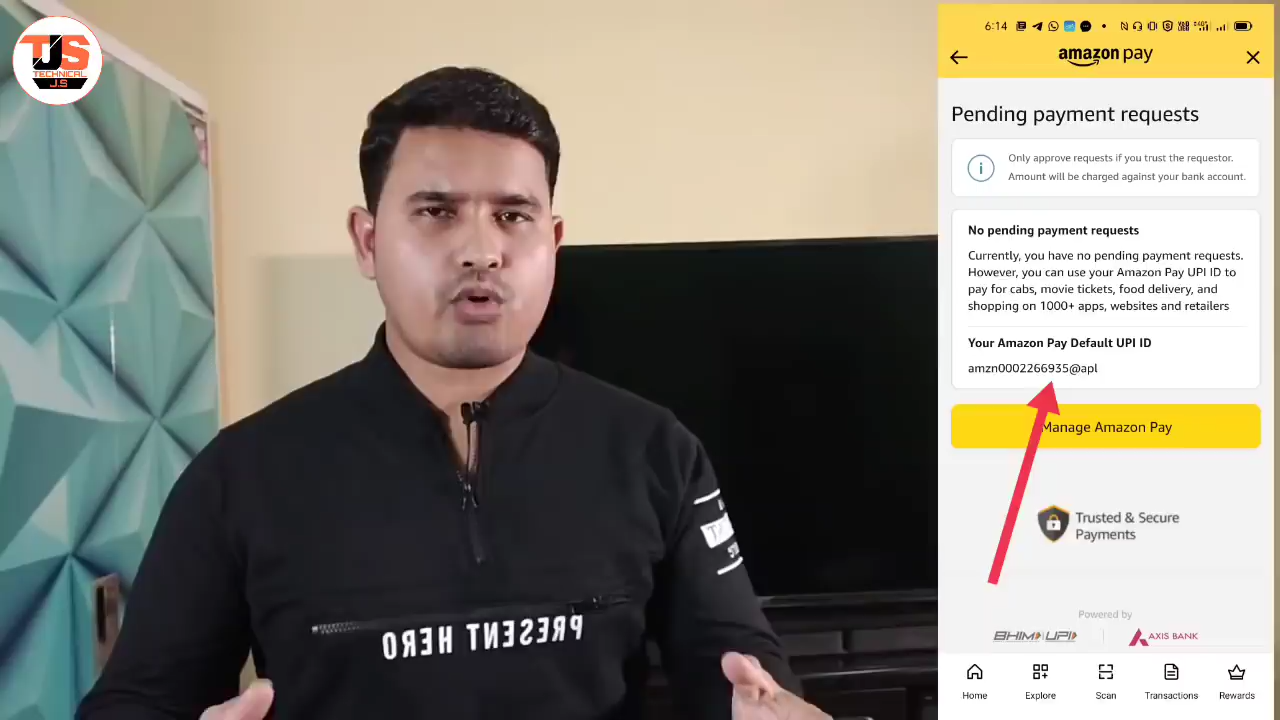 TJS
TECHNICAL
J.S
PRESENT HERO
6:14
amazon pay
Pending payment requests
Only approve requests if you trust the requestor.
Amount will be charged against your bank account.
No pending payment requests
Currently, you have no pending payment requests.
However, you can use your Amazon Pay UPI ID to
pay for cabs, movie tickets, food delivery, and
shopping on 1000+ apps, websites and retailers
Your Amazon Pay Default UPI ID
amzn0002266935@apl
Manage Amazon Pay
Trusted & Secure
Payments
Powered by
BHIM UPI
AXIS BANK
Home
Explore
Scan
Transactions
Rewards